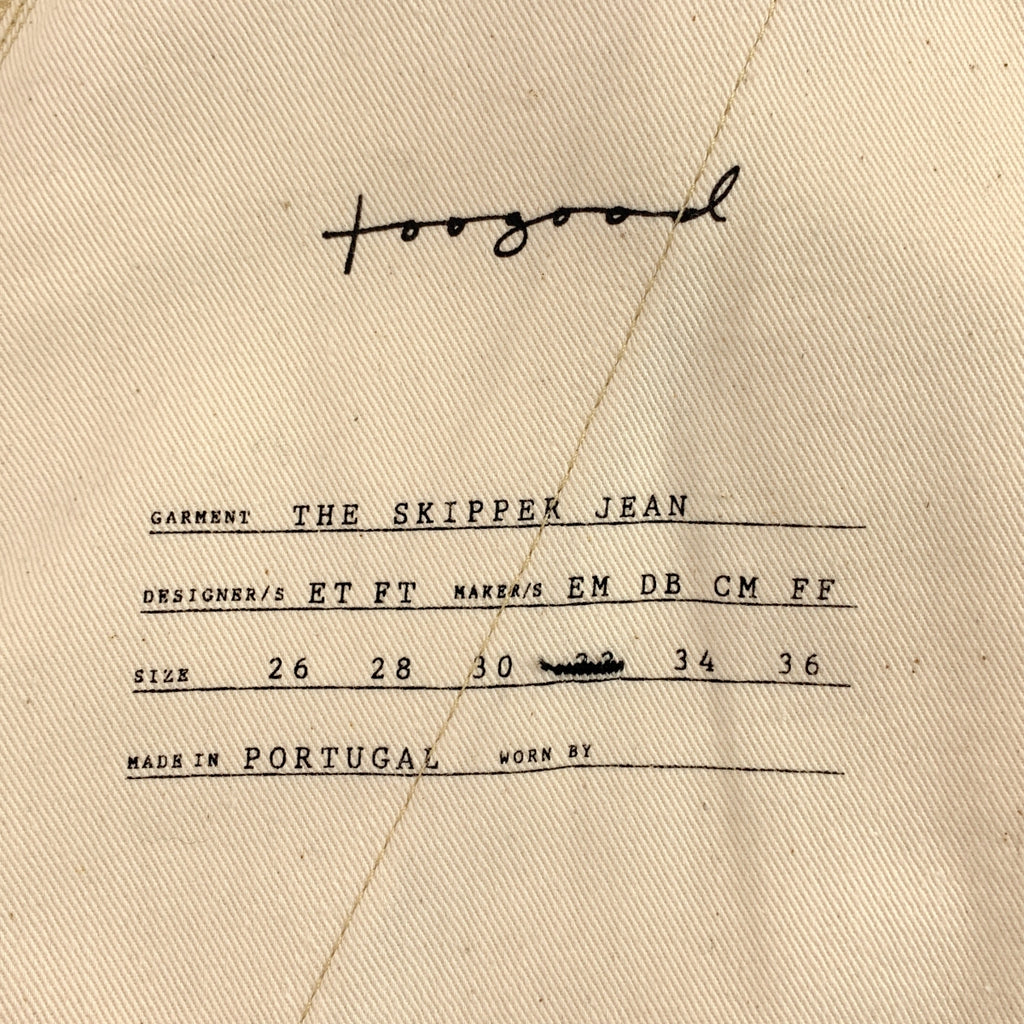 toogood
GARMENT THE SKIPPER JEAN
DESIGNER/S ET FT MAKER/S EM DB CM FF
SIZE 26 28 30 32 34 36
MADE IN PORTUGAL WORN BY